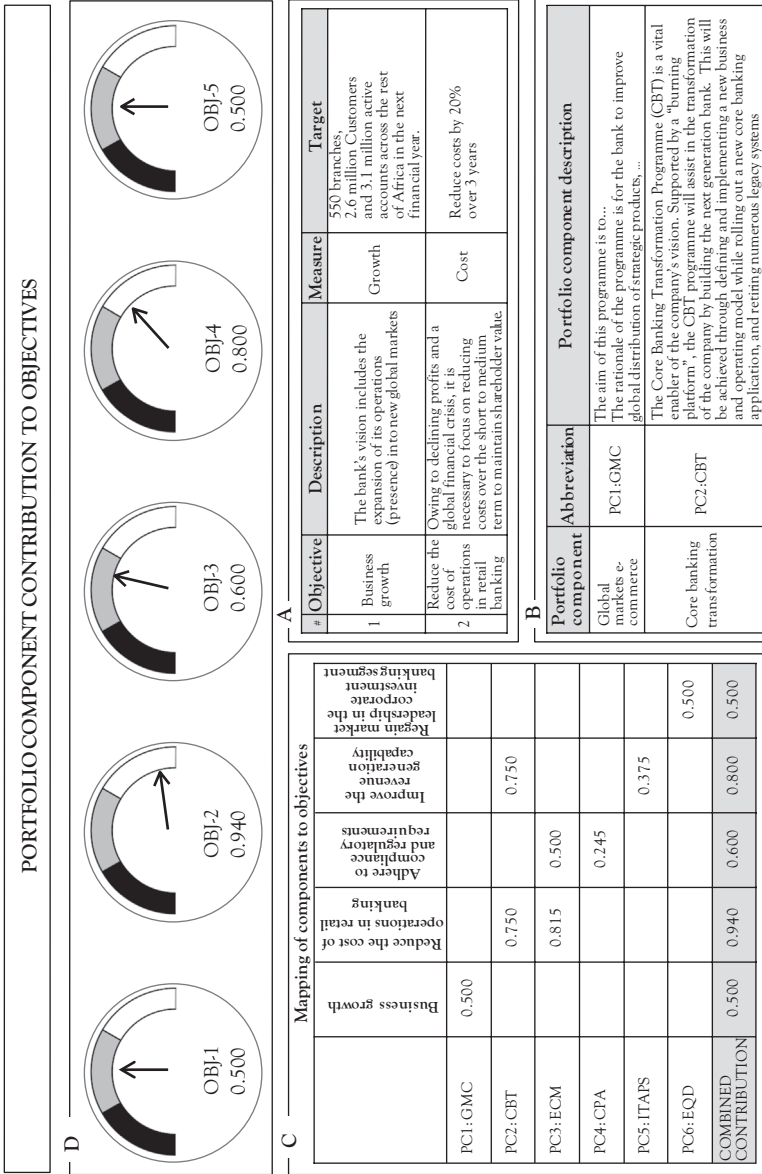 PORTFOLIO COMPONENT CONTRIBUTION TO OBJECTIVES
D
OBJ-1
0.500
OBJ-2
0.940
OBJ-3
0.600
OBJ-4
0.800
OBJ-5
0.500
C
Mapping of components to objectives
Business growth
Reduce the cost of
operations in retail
banking
Adhere to
compliance
and regulatory
requirements
Improve the
revenue
generation
capability
Regain market
leadership in the
corporate
investment
banking segment
PC1: GMC 0.500
PC2: CBT 0.750 0.750
PC3: ECM 0.815 0.500
PC4: CPA 0.245
PC5: ITAPS 0.375
PC6: EQD 0.500
COMBINED
CONTRIBUTION 0.500 0.940 0.600 0.800 0.500
A
# Objective Description Measure Target
1 Business
growth
The bank's vision includes the
expansion of its operations
(presence) in to new global markets
Growth
550 branches,
2.6 million Customers
and 3.1 million active
accounts across the rest
of Africa in the next
financial year.
2 Reduce the
cost of
operations
in retail
banking
Owing to declining profits and a
global financial crisis, it is
necessary to focus on reducing
costs over the short to medium
term to maintain shareholder value.
Cost
Reduce costs by 20%
over 3 years
B
Portfolio
component
Abbreviation
Portfolio component description
Global
markets e-
commerce
PC1:GMC
The aim of this programme is to...
The rationale of the programme is for the bank to improve
global distribution of strategic products, ...
Core banking
transformation
PC2:CBT
The Core Banking Transformation Programme (CBT) is a vital
enabler of the company's vision. Supported by a "burning
platform", the CBT programme will assist in the transformation
of the company by building the next generation bank. This will
be achieved through defining and implementing a new business
and operating model while rolling out a new core banking
application, and retiring numerous legacy systems